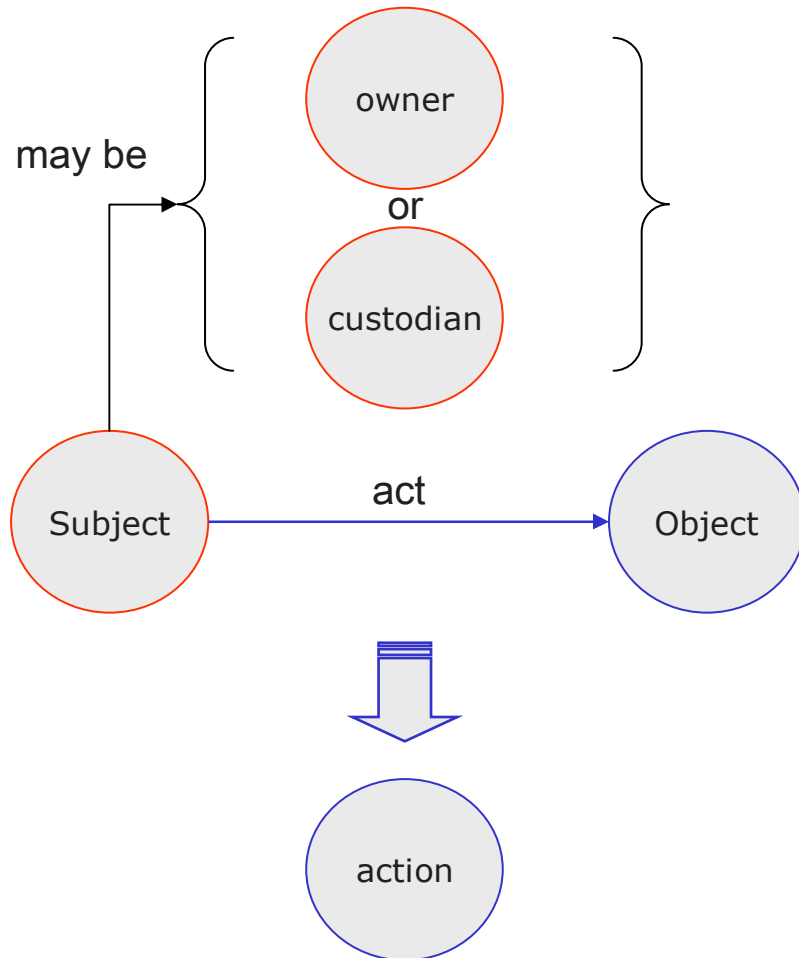 owner
may be
or
custodian
act
Subject
Object
action